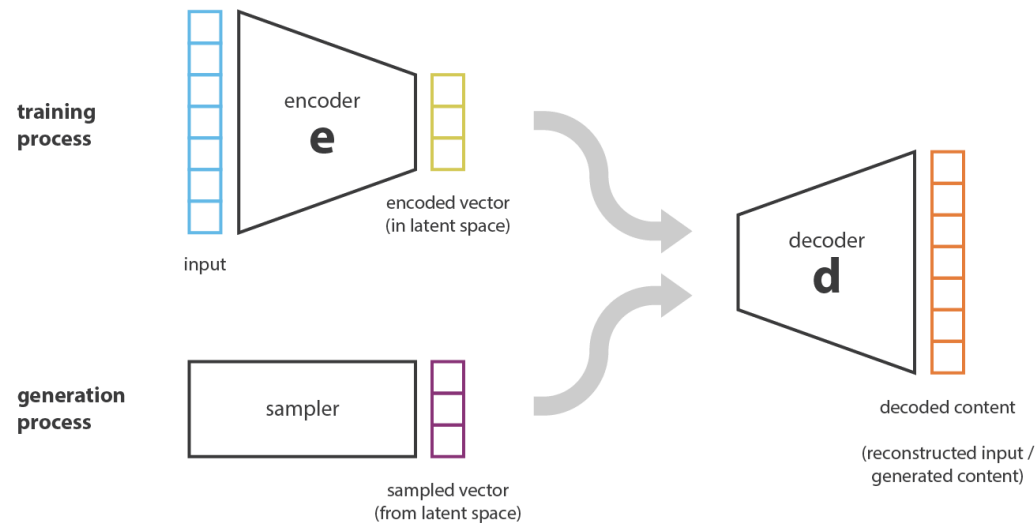 training
process
encoder
e
encoded vector
(in latent space)
input
decoder
d
generation
process
sampler
sampled vector
(from latent space)
decoded content
(reconstructed input /
generated content)